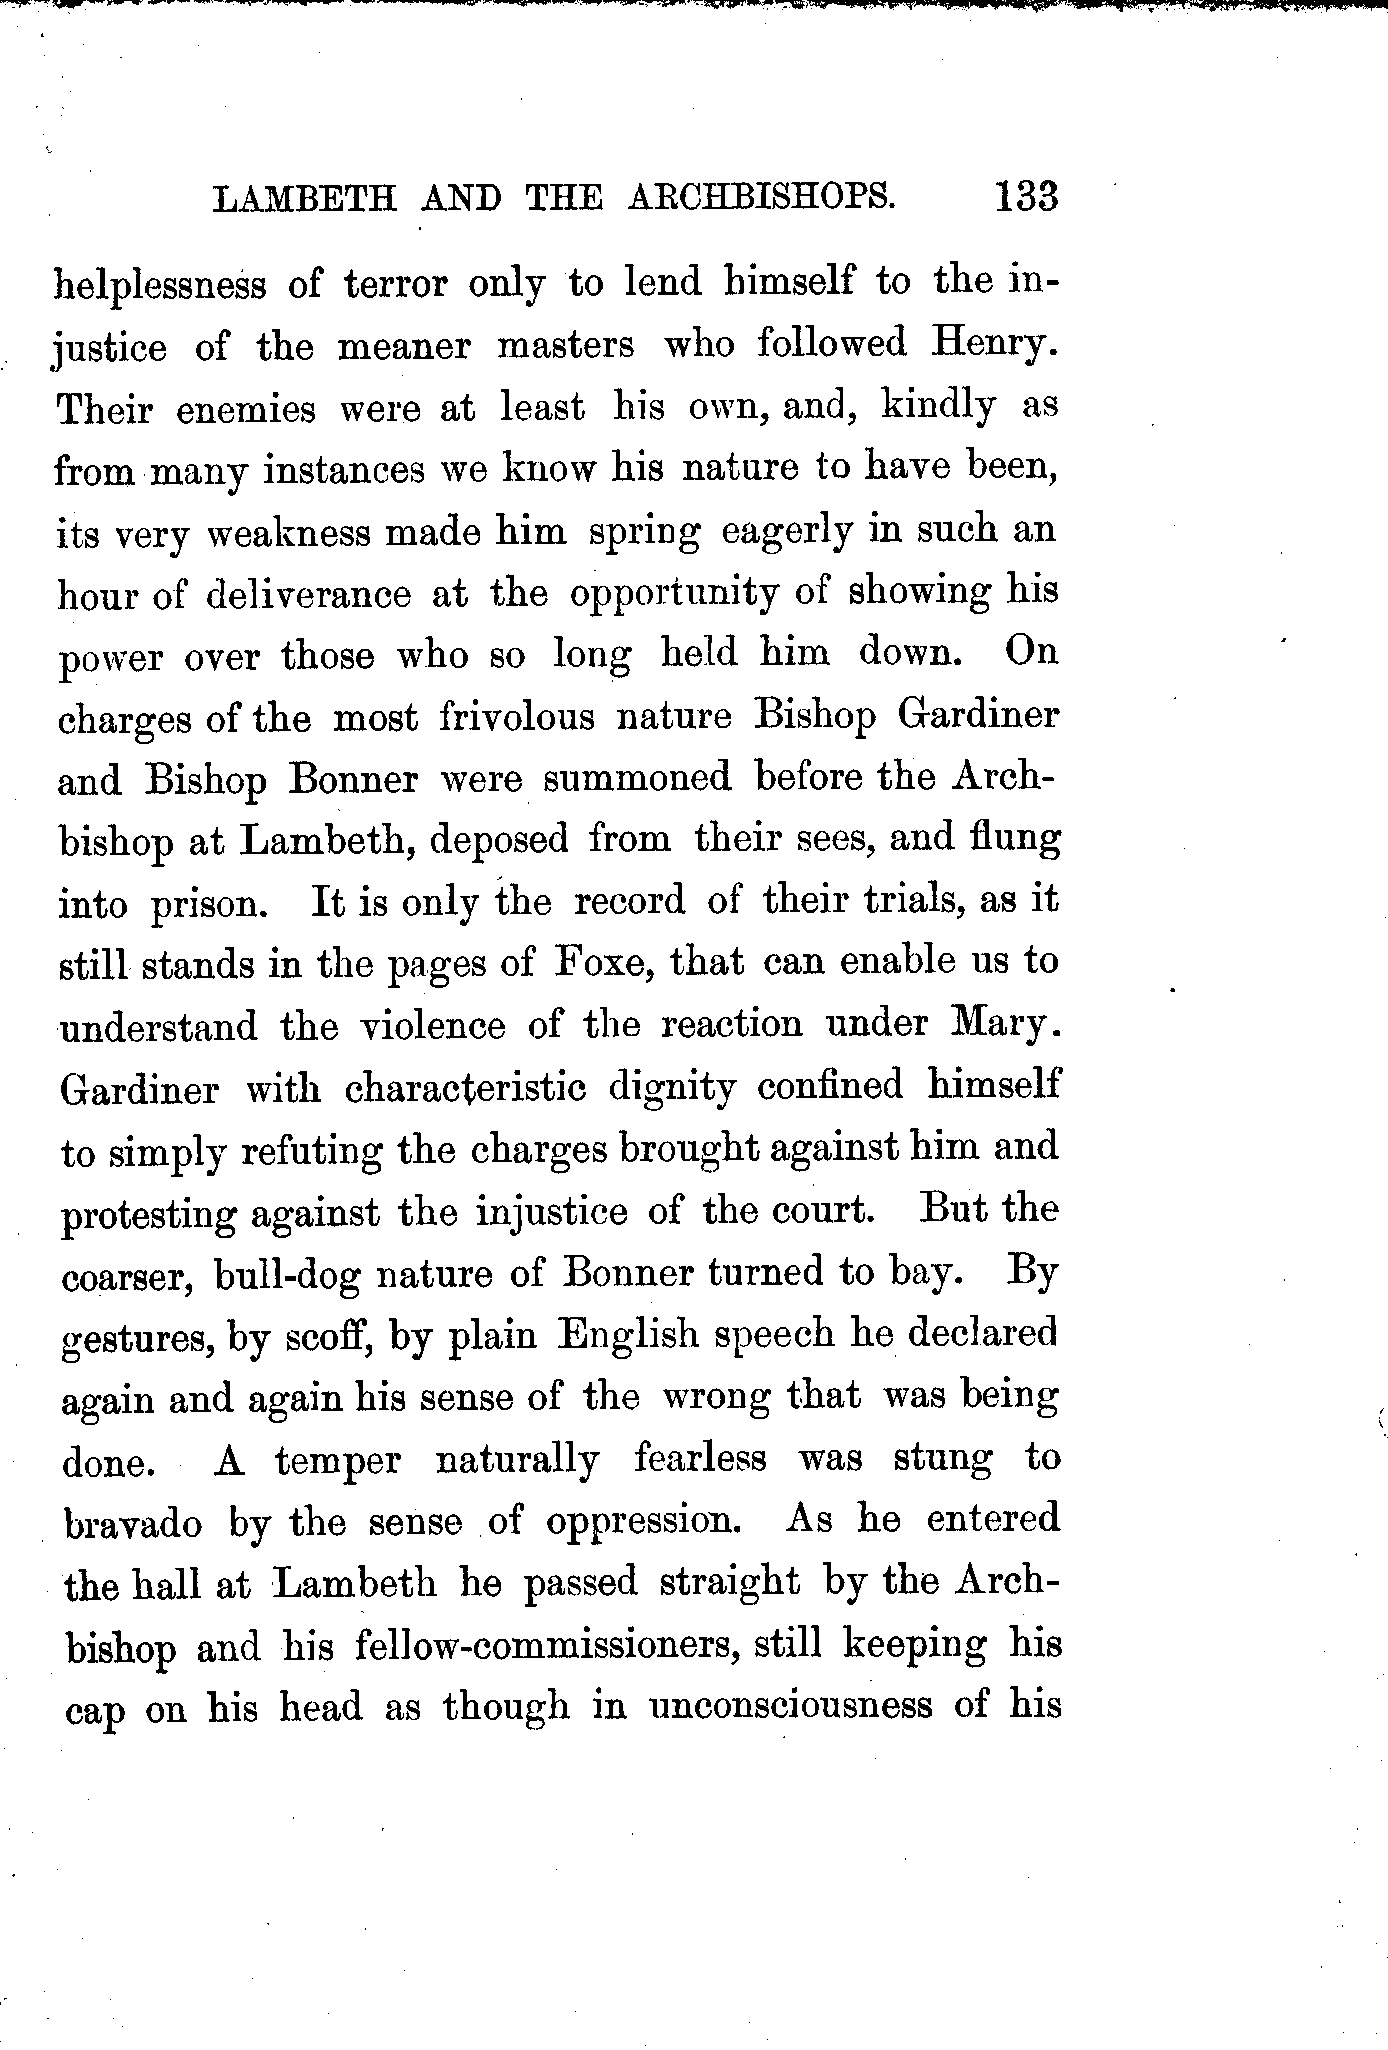 LAMBETH AND THE ARCHBISHOPS. 133
helplessness of terror only to lend himself to the in-
justice of the meaner masters who followed Henry.
Their enemies were at least his own, and, kindly as
from many instances we know his nature to have been,
its very weakness made him spring eagerly in such an
hour of deliverance at the opportunity of showing his
power over those who so long held him down. On
charges of the most frivolous nature Bishop Gardiner
and Bishop Bonner were summoned before the Arch-
bishop at Lambeth, deposed from their sees, and flung
into prison. It is only the record of their trials, as it
still stands in the pages of Foxe, that can enable us to
understand the violence of the reaction under Mary.
Gardiner with characteristic dignity confined himself
to simply refuting the charges brought against him and
protesting against the injustice of the court. But the
coarser, bull-dog nature of Bonner turned to bay. By
gestures, by scoff, by plain English speech he declared
again and again his sense of the wrong that was being
done. A temper naturally fearless was stung to
bravado by the sense of oppression. As he entered
the hall at Lambeth he passed straight by the Arch-
bishop and his fellow-commissioners, still keeping his
cap on his head as though in unconsciousness of his